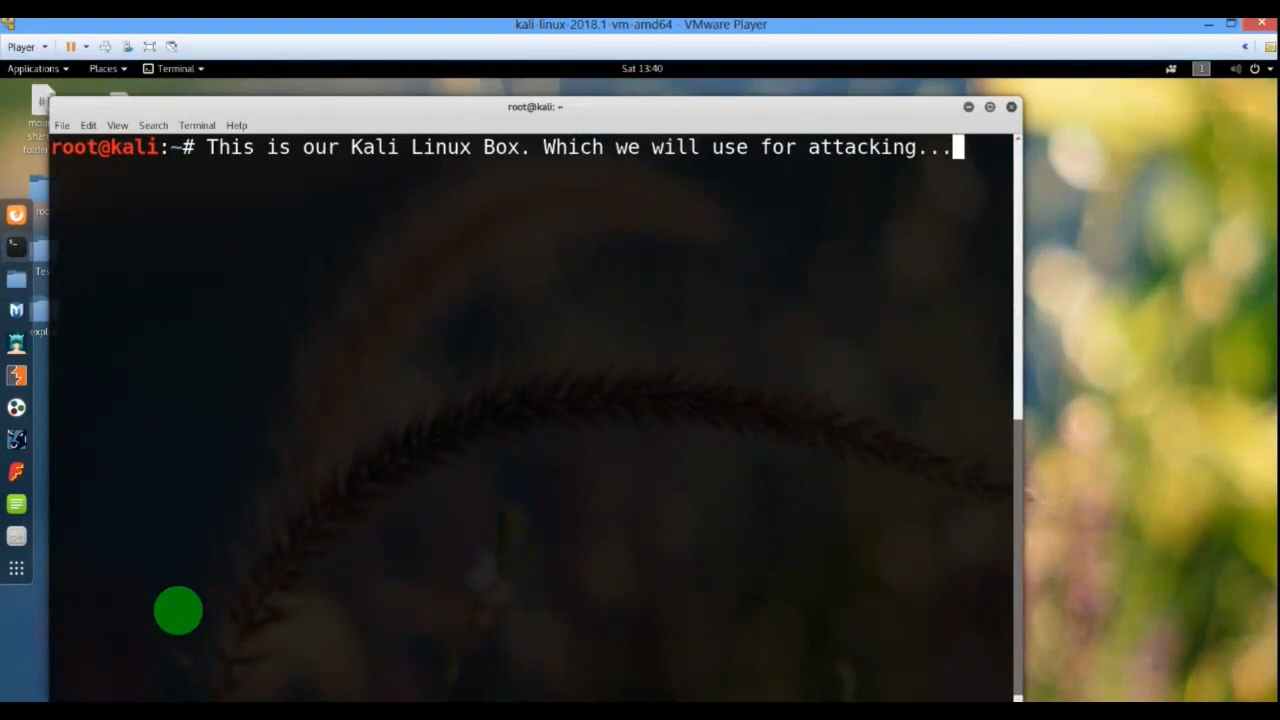 kali-linux-2018.1-vm-amd64 - VMware Player
Player
Applications Places Terminal Sat 13:40 1
root@kali: ~
File Edit View Search Terminal Help
root@kali:~# This is our Kali Linux Box. Which we will use for attacking...